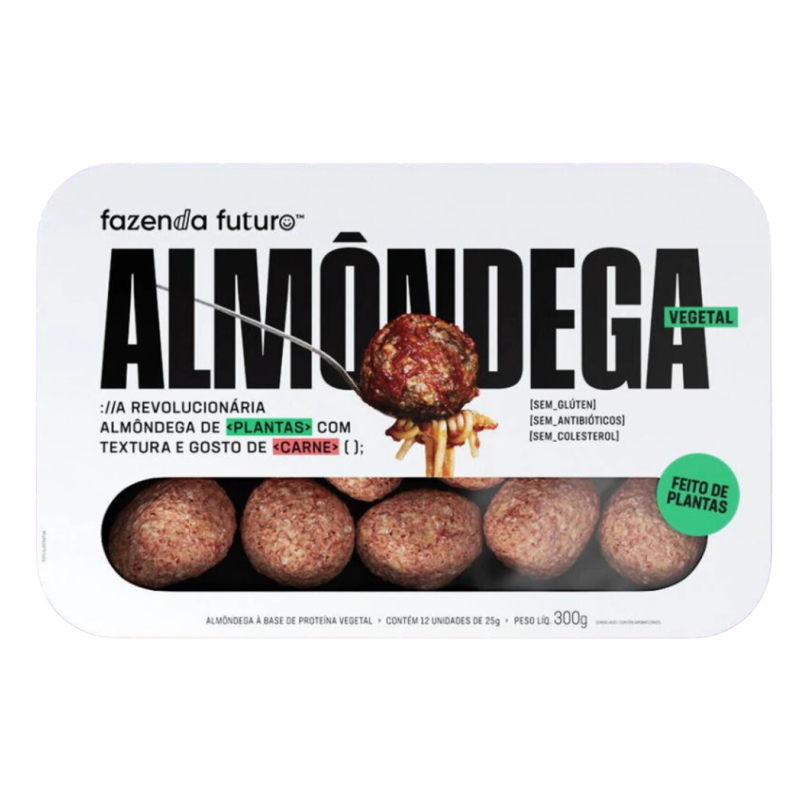 fazenda futuro™
ALMÔNDEGA
VEGETAL
://A REVOLUCIONÁRIA
ALMÔNDEGA DE <PLANTAS> COM
TEXTURA E GOSTO DE <CARNE> ( );
[SEM_GLÚTEN]
[SEM_ANTIBIÓTICOS]
[SEM_COLESTEROL]
FEITO DE
PLANTAS
ALMÔNDEGA À BASE DE PROTEÍNA VEGETAL • CONTÉM 12 UNIDADES DE 25g • PESO LÍQ. 300g